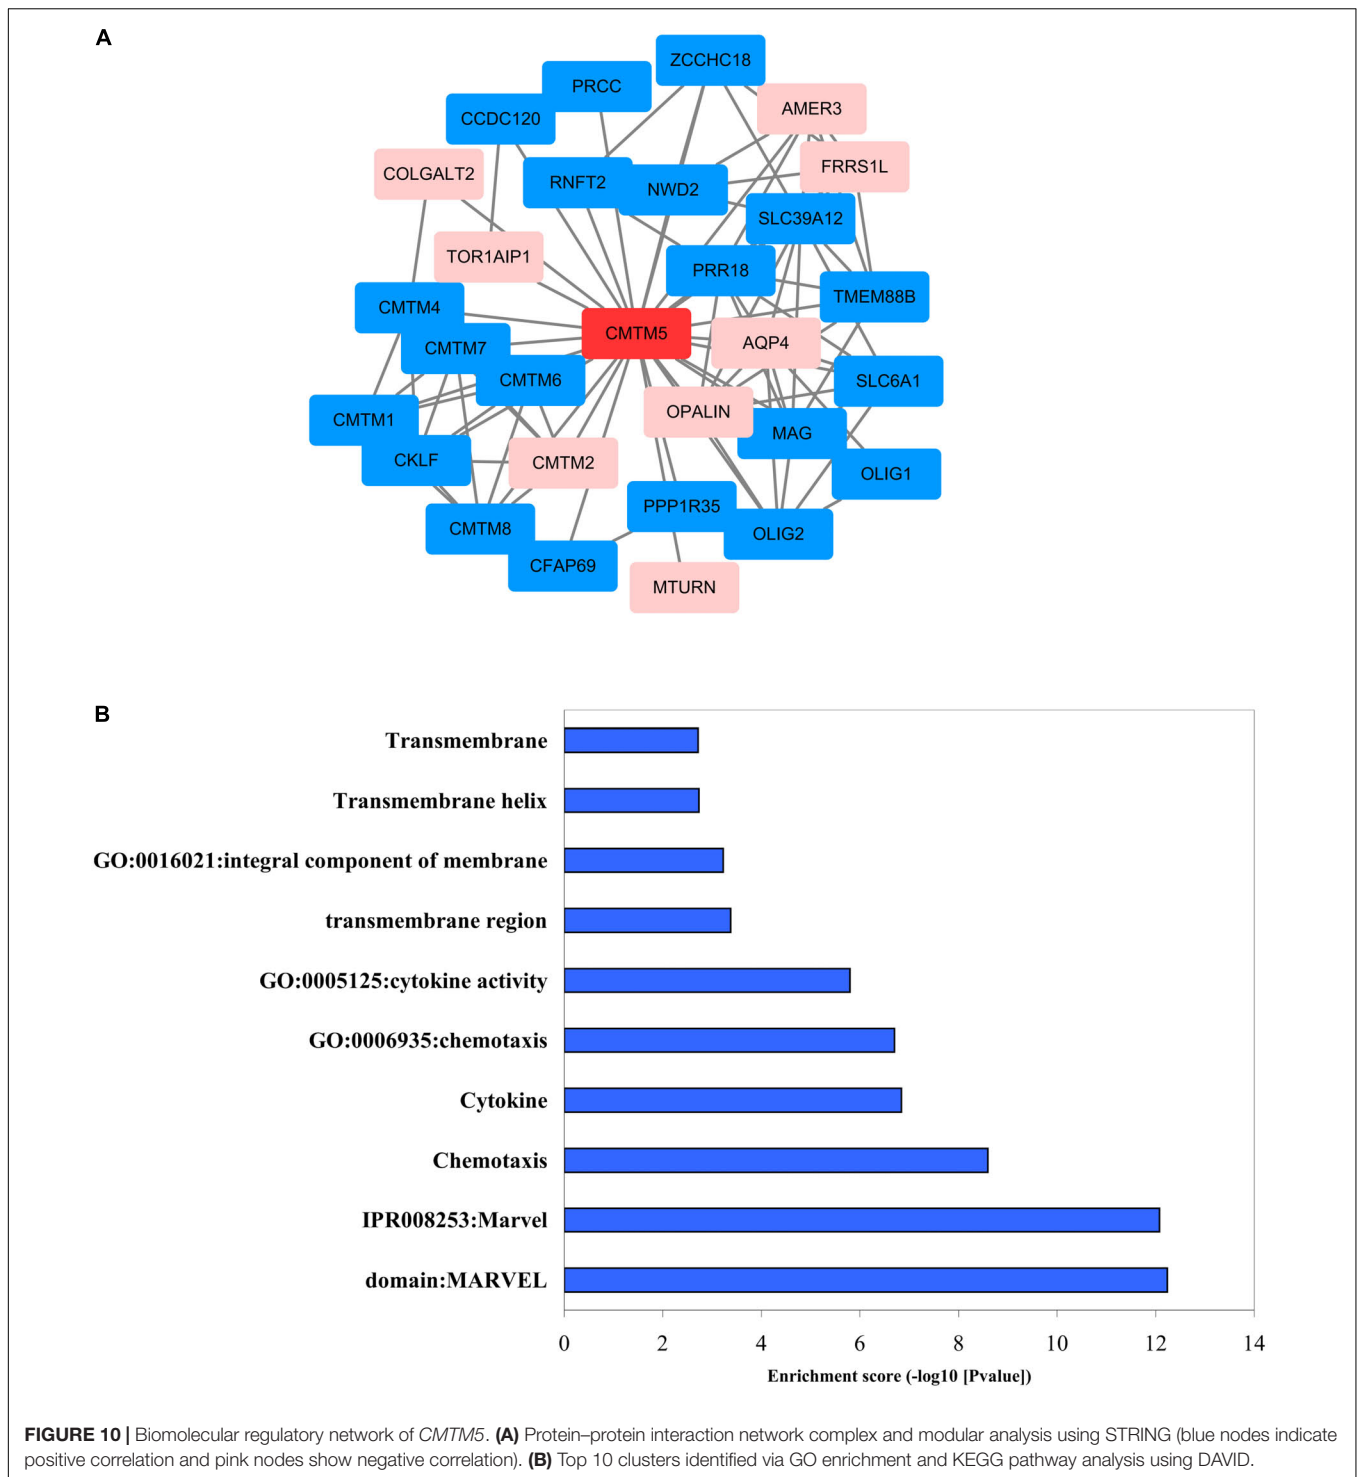 A
ZCCHC18
PRCC
AMER3
CCDC120
FRRS1L
COLGALT2
RNFT2
NWD2
SLC39A12
TOR1AIP1
PRR18
TMEM88B
CMTM4
CMTM5
AQP4
CMTM7
CMTM6
SLC6A1
OPALIN
CMTM1
MAG
CKLF
CMTM2
OLIG1
PPP1R35
CMTM8
OLIG2
CFAP69
MTURN
B
Transmembrane
Transmembrane helix
GO:0016021:integral component of membrane
transmembrane region
GO:0005125:cytokine activity
GO:0006935:chemotaxis
Cytokine
Chemotaxis
IPR008253:Marvel
domain:MARVEL
0 2 4 6 8 10 12 14
Enrichment score (-log10 [Pvalue])
FIGURE 10 | Biomolecular regulatory network of CMTM5. (A) Protein–protein interaction network complex and modular analysis using STRING (blue nodes indicate
positive correlation and pink nodes show negative correlation). (B) Top 10 clusters identified via GO enrichment and KEGG pathway analysis using DAVID.